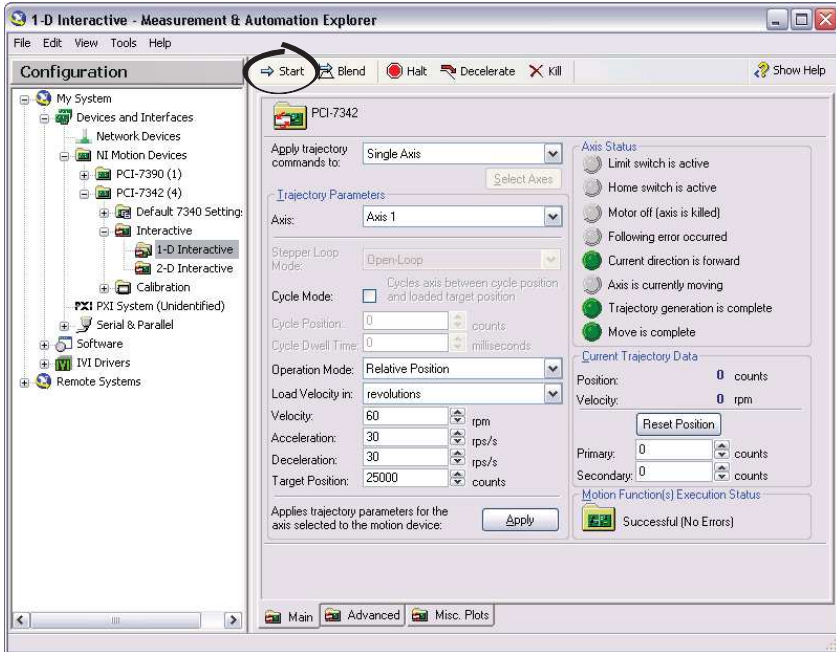 1-D Interactive - Measurement & Automation Explorer
File Edit View Tools Help
Configuration
Start Blend Halt Decelerate Kill Show Help
My System
Devices and Interfaces
Network Devices
NI Motion Devices
PCI-7390 (1)
PCI-7342 (4)
Default 7340 Setting:
Interactive
1-D Interactive
2-D Interactive
Calibration
PXI PXI System (Unidentified)
Serial & Parallel
Software
IVI Drivers
Remote Systems
PCI-7342
Apply trajectory
commands to:
Single Axis
Select Axes
Trajectory Parameters
Axis: Axis 1
Stepper Loop
Mode:
Open-Loop
Cycle Mode:
Cycles axis between cycle position
and loaded target position
Cycle Position: 0 counts
Cycle Dwell Time: 0 milliseconds
Operation Mode: Relative Position
Load Velocity in: revolutions
Velocity: 60 rpm
Acceleration: 30 rps/s
Deceleration: 30 rps/s
Target Position: 25000 counts
Applies trajectory parameters for the
axis selected to the motion device:
Apply
Axis Status
Limit switch is active
Home switch is active
Motor off (axis is killed)
Following error occurred
Current direction is forward
Axis is currently moving
Trajectory generation is complete
Move is complete
Current Trajectory Data
Position: 0 counts
Velocity: 0 rpm
Reset Position
Primary: 0 counts
Secondary: 0 counts
Motion Function(s) Execution Status
Successful (No Errors)
Main Advanced Misc. Plots